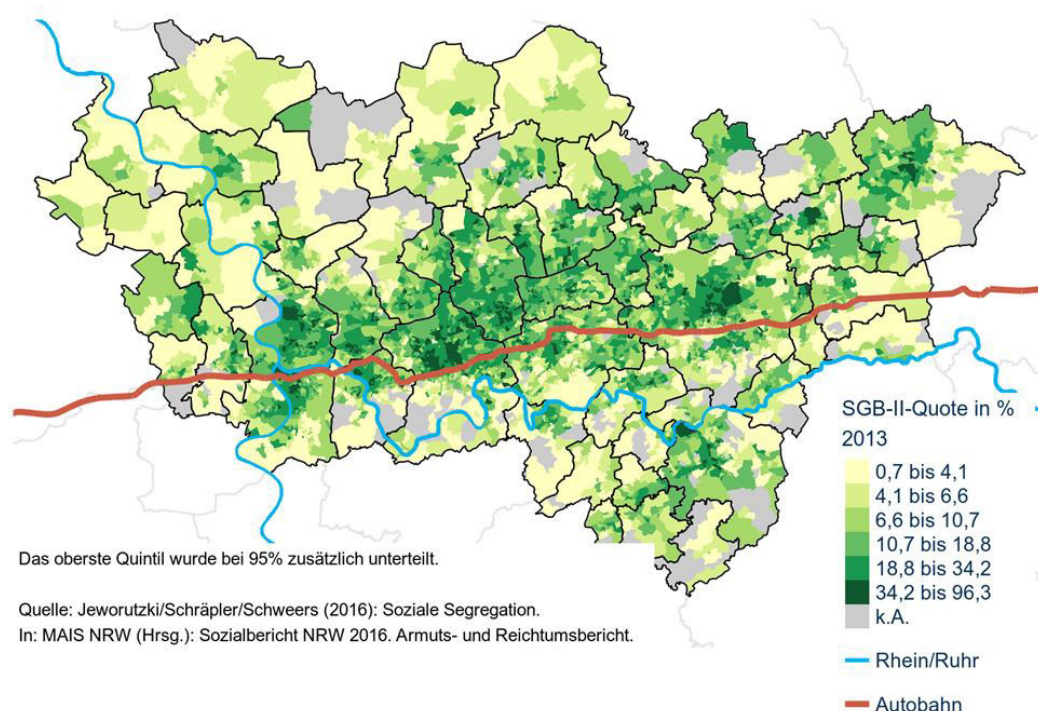 SGB-II-Quote in %
2013
0,7 bis 4,1
4,1 bis 6,6
6,6 bis 10,7
10,7 bis 18,8
18,8 bis 34,2
34,2 bis 96,3
k.A.
Rhein/Ruhr
Autobahn
Das oberste Quintil wurde bei 95% zusätzlich unterteilt.
Quelle: Jeworutzki/Schräpler/Schweers (2016): Soziale Segregation.
In: MAIS NRW (Hrsg.): Sozialbericht NRW 2016. Armuts- und Reichtumsbericht.